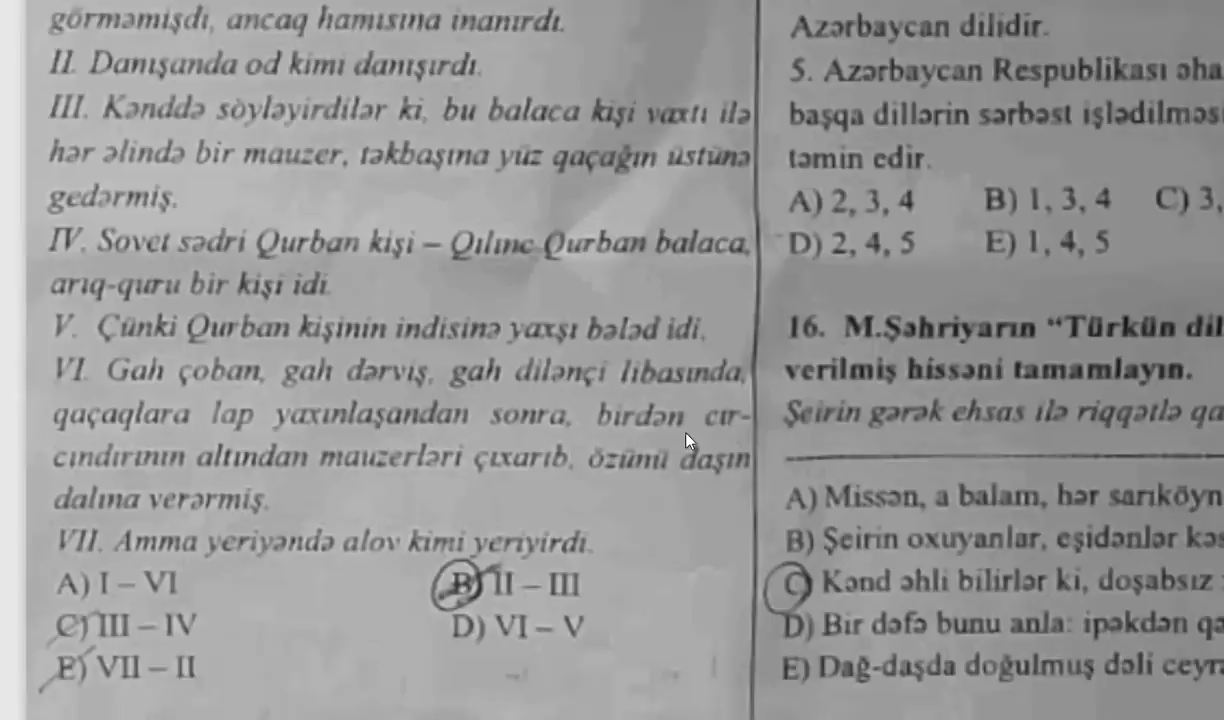 görməmişdi, ancaq hamısına inanırdı.
II. Danışanda od kimi danışırdı.
III. Kənddə söyləyirdilər ki, bu balaca kişi vaxtı ilə
hər əlində bir mauzer, təkbaşına yüz qaçağın üstünə
gedərmiş.
IV. Sovet sədri Qurban kişi – Qılınc Qurban balaca,
arıq-quru bir kişi idi.
V. Çünki Qurban kişinin indisinə yaxşı bələd idi.
VI. Gah çoban, gah dərviş, gah dilənçi libasında,
qaçaqlara lap yaxınlaşandan sonra, birdən cır-
cındırının altından mauzerləri çıxarıb, özünü daşın
dalına verərmiş.
VII. Amma yeriyəndə alov kimi yeriyirdi.
A) I – VI B) II – III
C) III – IV D) VI – V
E) VII – II
Azərbaycan dilidir.
5. Azərbaycan Respublikası əha
başqa dillərin sərbəst işlədilməs
təmin edir.
A) 2, 3, 4 B) 1, 3, 4 C) 3,
D) 2, 4, 5 E) 1, 4, 5
16. M.Şəhriyarın “Türkün dil
verilmiş hissəni tamamlayın.
Şeirin gərək ehsas ilə riqqətlə qa
A) Missən, a balam, hər sarıköyn
B) Şeirin oxuyanlar, eşidənlər kəs
C) Kənd əhli bilirlər ki, doşabsız
D) Bir dəfə bunu anla: ipəkdən qə
E) Dağ-daşda doğulmuş dəli ceyra